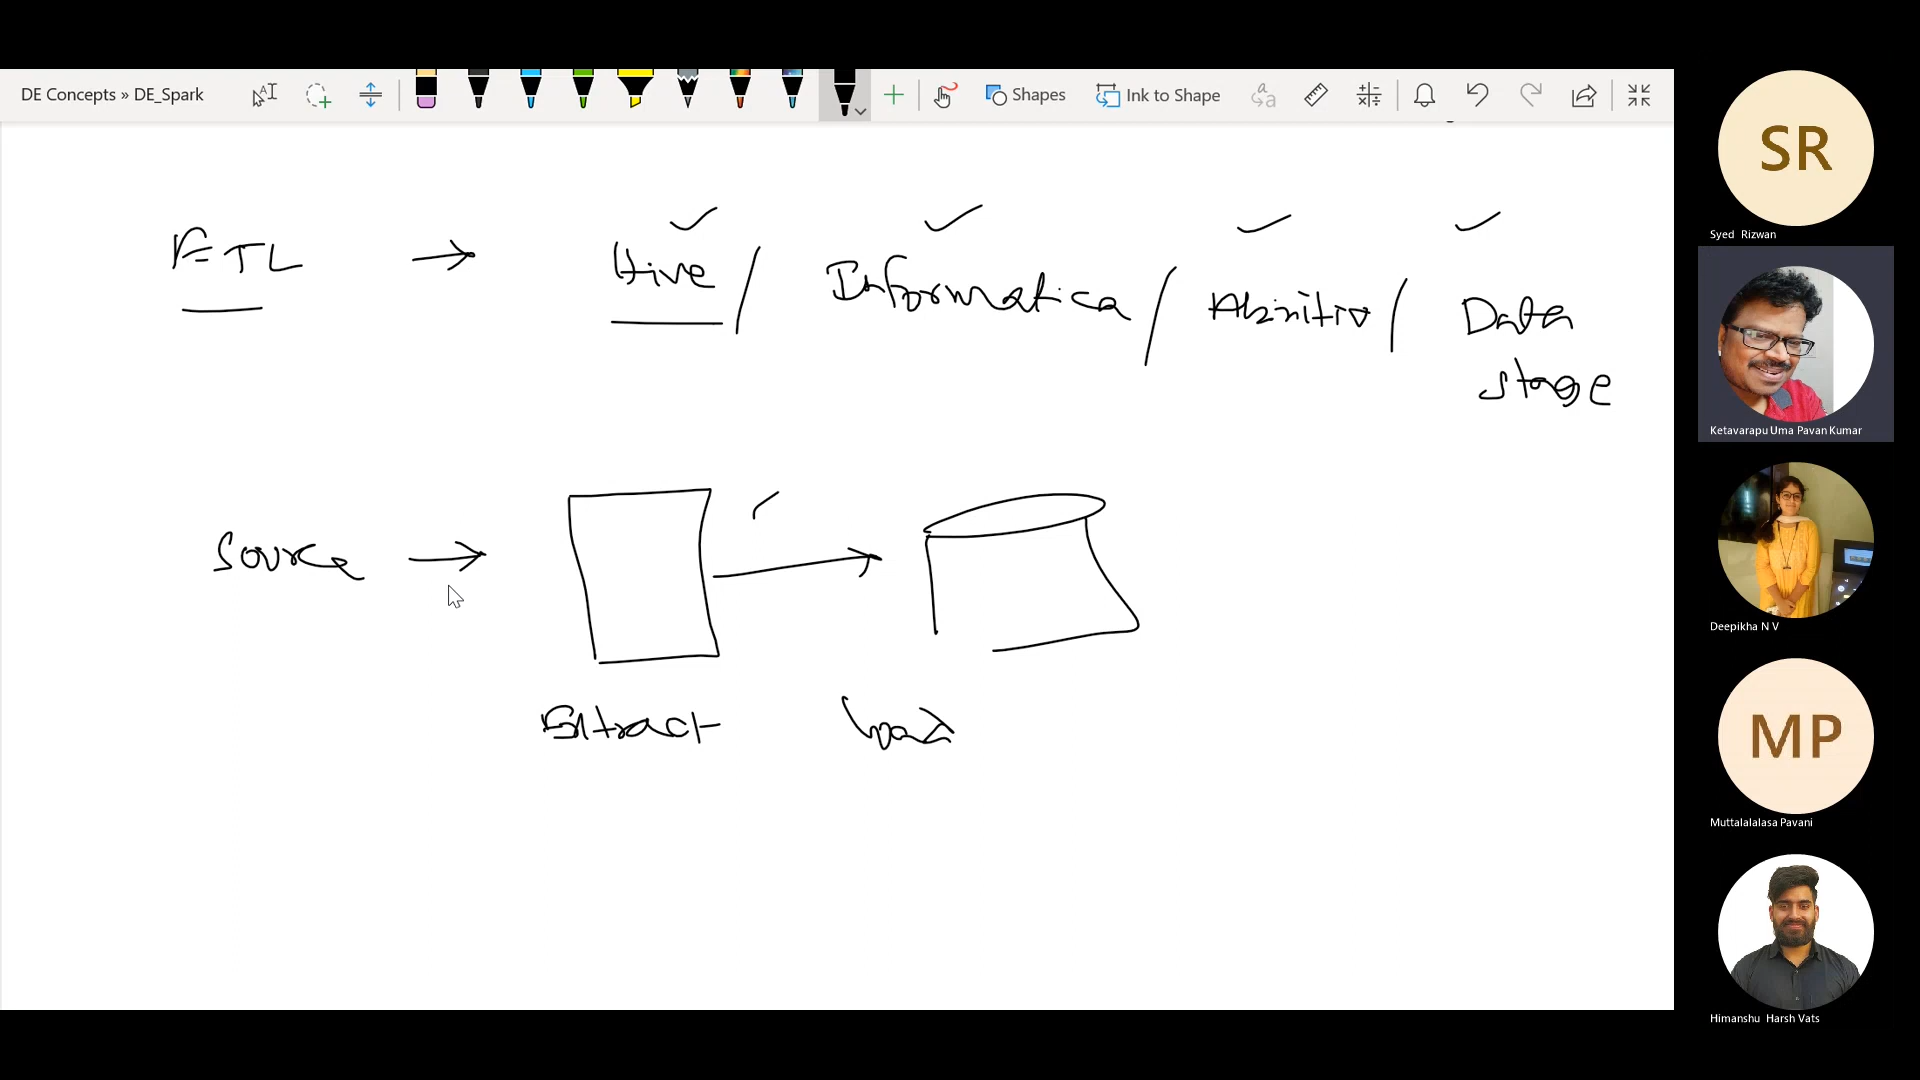 DE Concepts » DE_Spark
Shapes
Ink to Shape
ETL → Hive / Informatica / Abinitio / Data
stage
Source →
Extract load
SR
Syed Rizwan
Ketavarapu Uma Pavan Kumar
Deepikha N V
MP
Muttalalalasa Pavani
Himanshu Harsh Vats